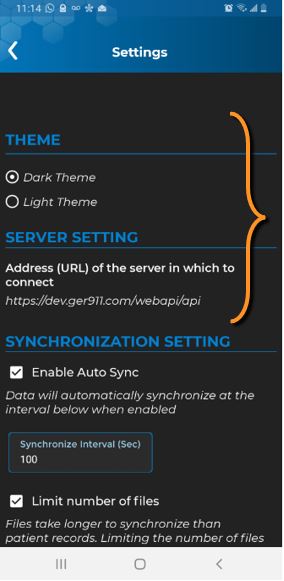 11:14
Settings
THEME
Dark Theme
Light Theme
SERVER SETTING
Address (URL) of the server in which to
connect
https://dev.ger911.com/webapi/api
SYNCHRONIZATION SETTING
Enable Auto Sync
Data will automatically synchronize at the
interval below when enabled
Synchronize Interval (Sec)
100
Limit number of files
Files take longer to synchronize than
patient records. Limiting the number of files